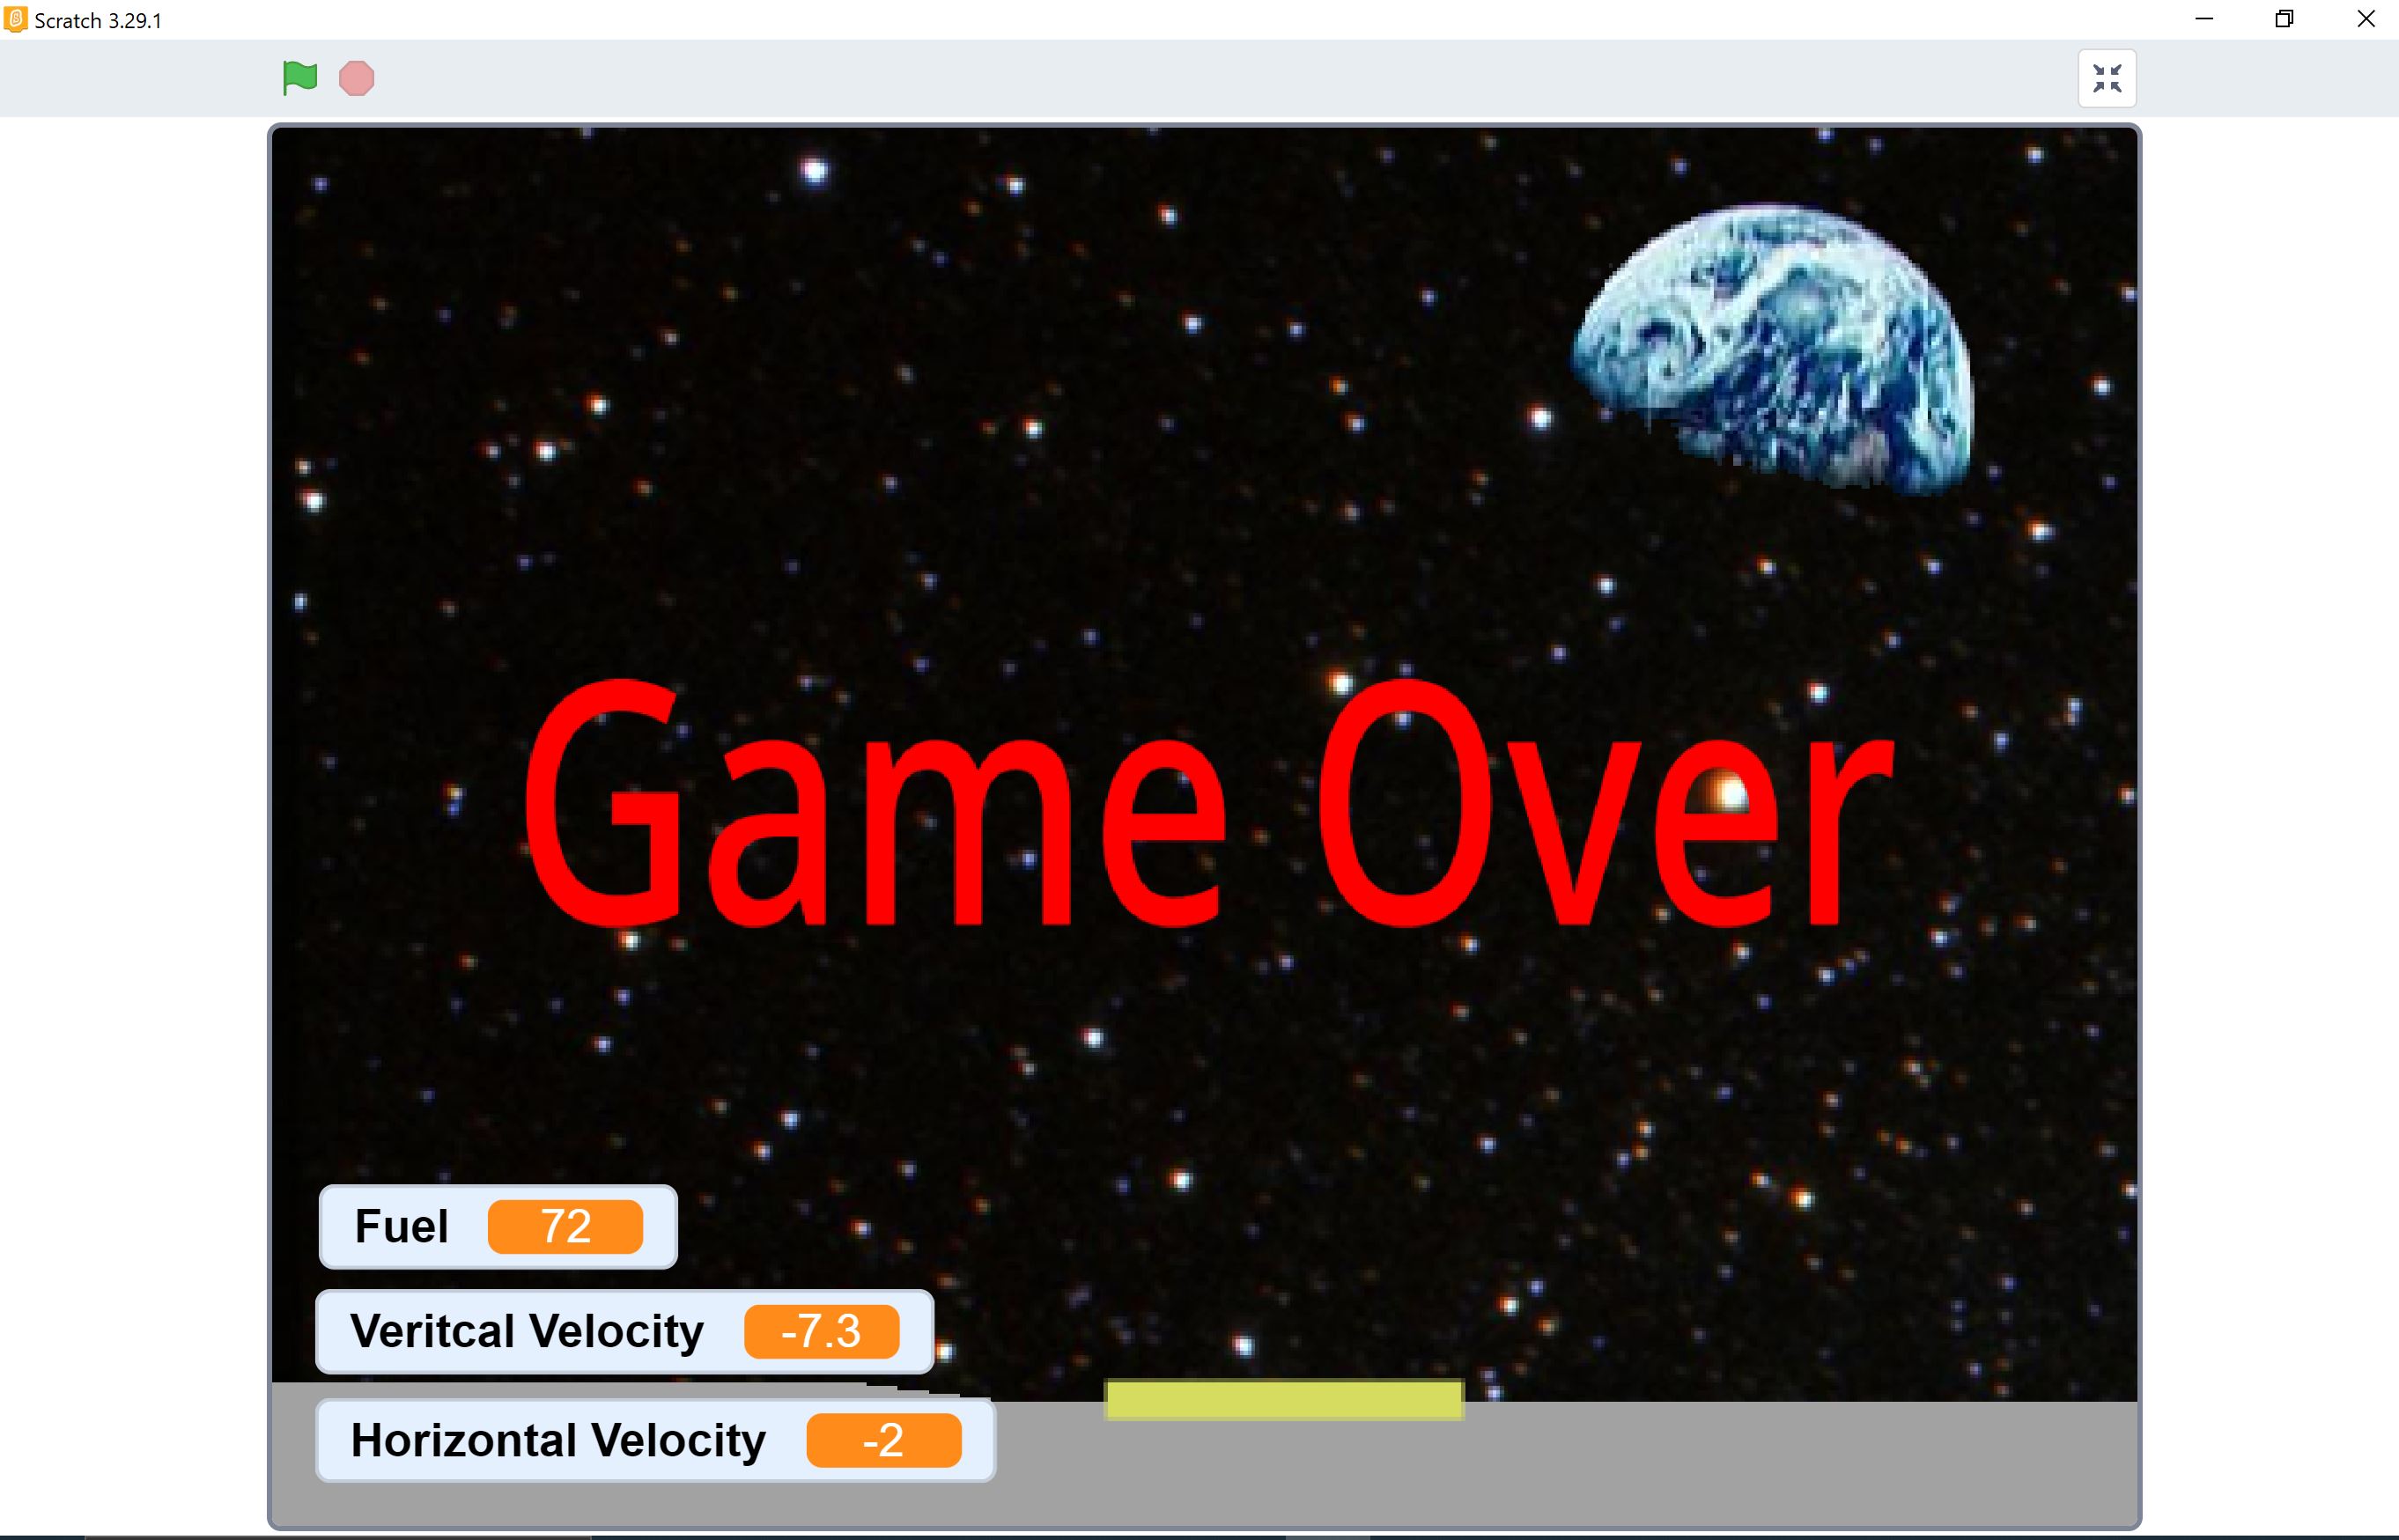 Scratch 3.29.1
Game Over
Fuel 72
Veritcal Velocity -7.3
Horizontal Velocity -2